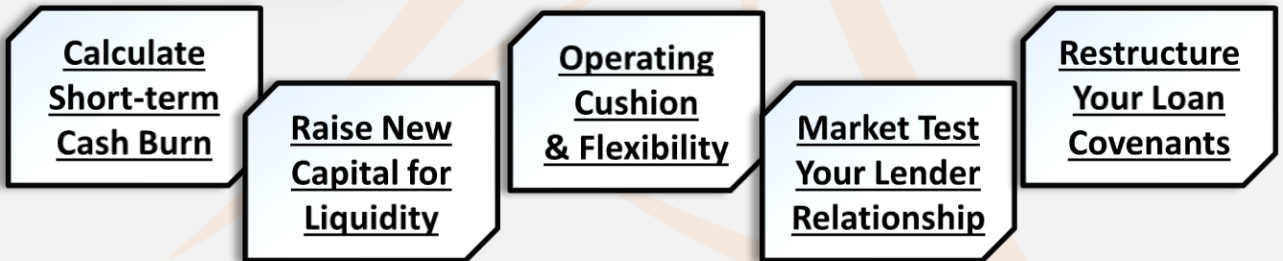 Calculate
Short-term
Cash Burn
Raise New
Capital for
Liquidity
Operating
Cushion
& Flexibility
Market Test
Your Lender
Relationship
Restructure
Your Loan
Covenants